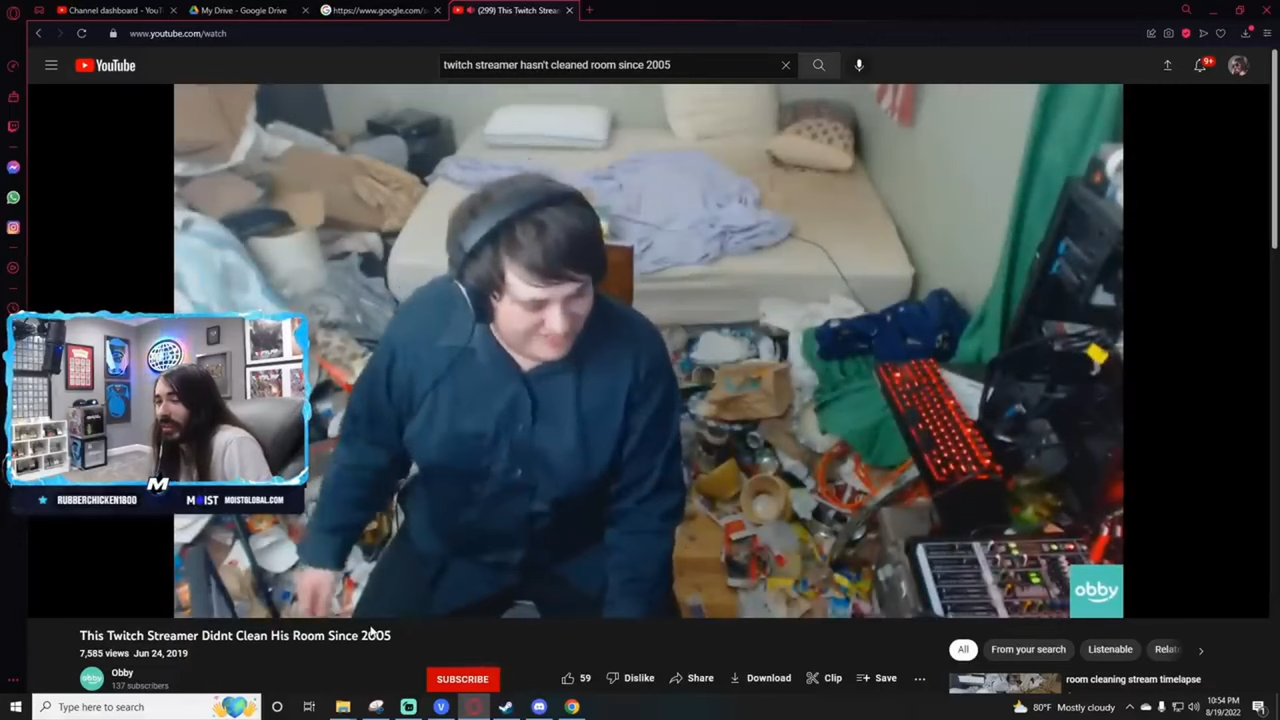 Channel dashboard - YouT
My Drive - Google Drive
https://www.google.com/
(299) This Twitch Strea
www.youtube.com/watch
YouTube
twitch streamer hasn't cleaned room since 2005
9+
M
RUBBERCHICKEN1800
MOIST
MOISTGLOBAL.COM
obby
This Twitch Streamer Didnt Clean His Room Since 2005
7,585 views Jun 24, 2019
obby
Obby
137 subscribers
SUBSCRIBE
59
Dislike
Share
Download
Clip
Save
All
From your search
Listenable
Relat
room cleaning stream timelapse
Type here to search
80°F Mostly cloudy
10:54 PM
8/19/2022